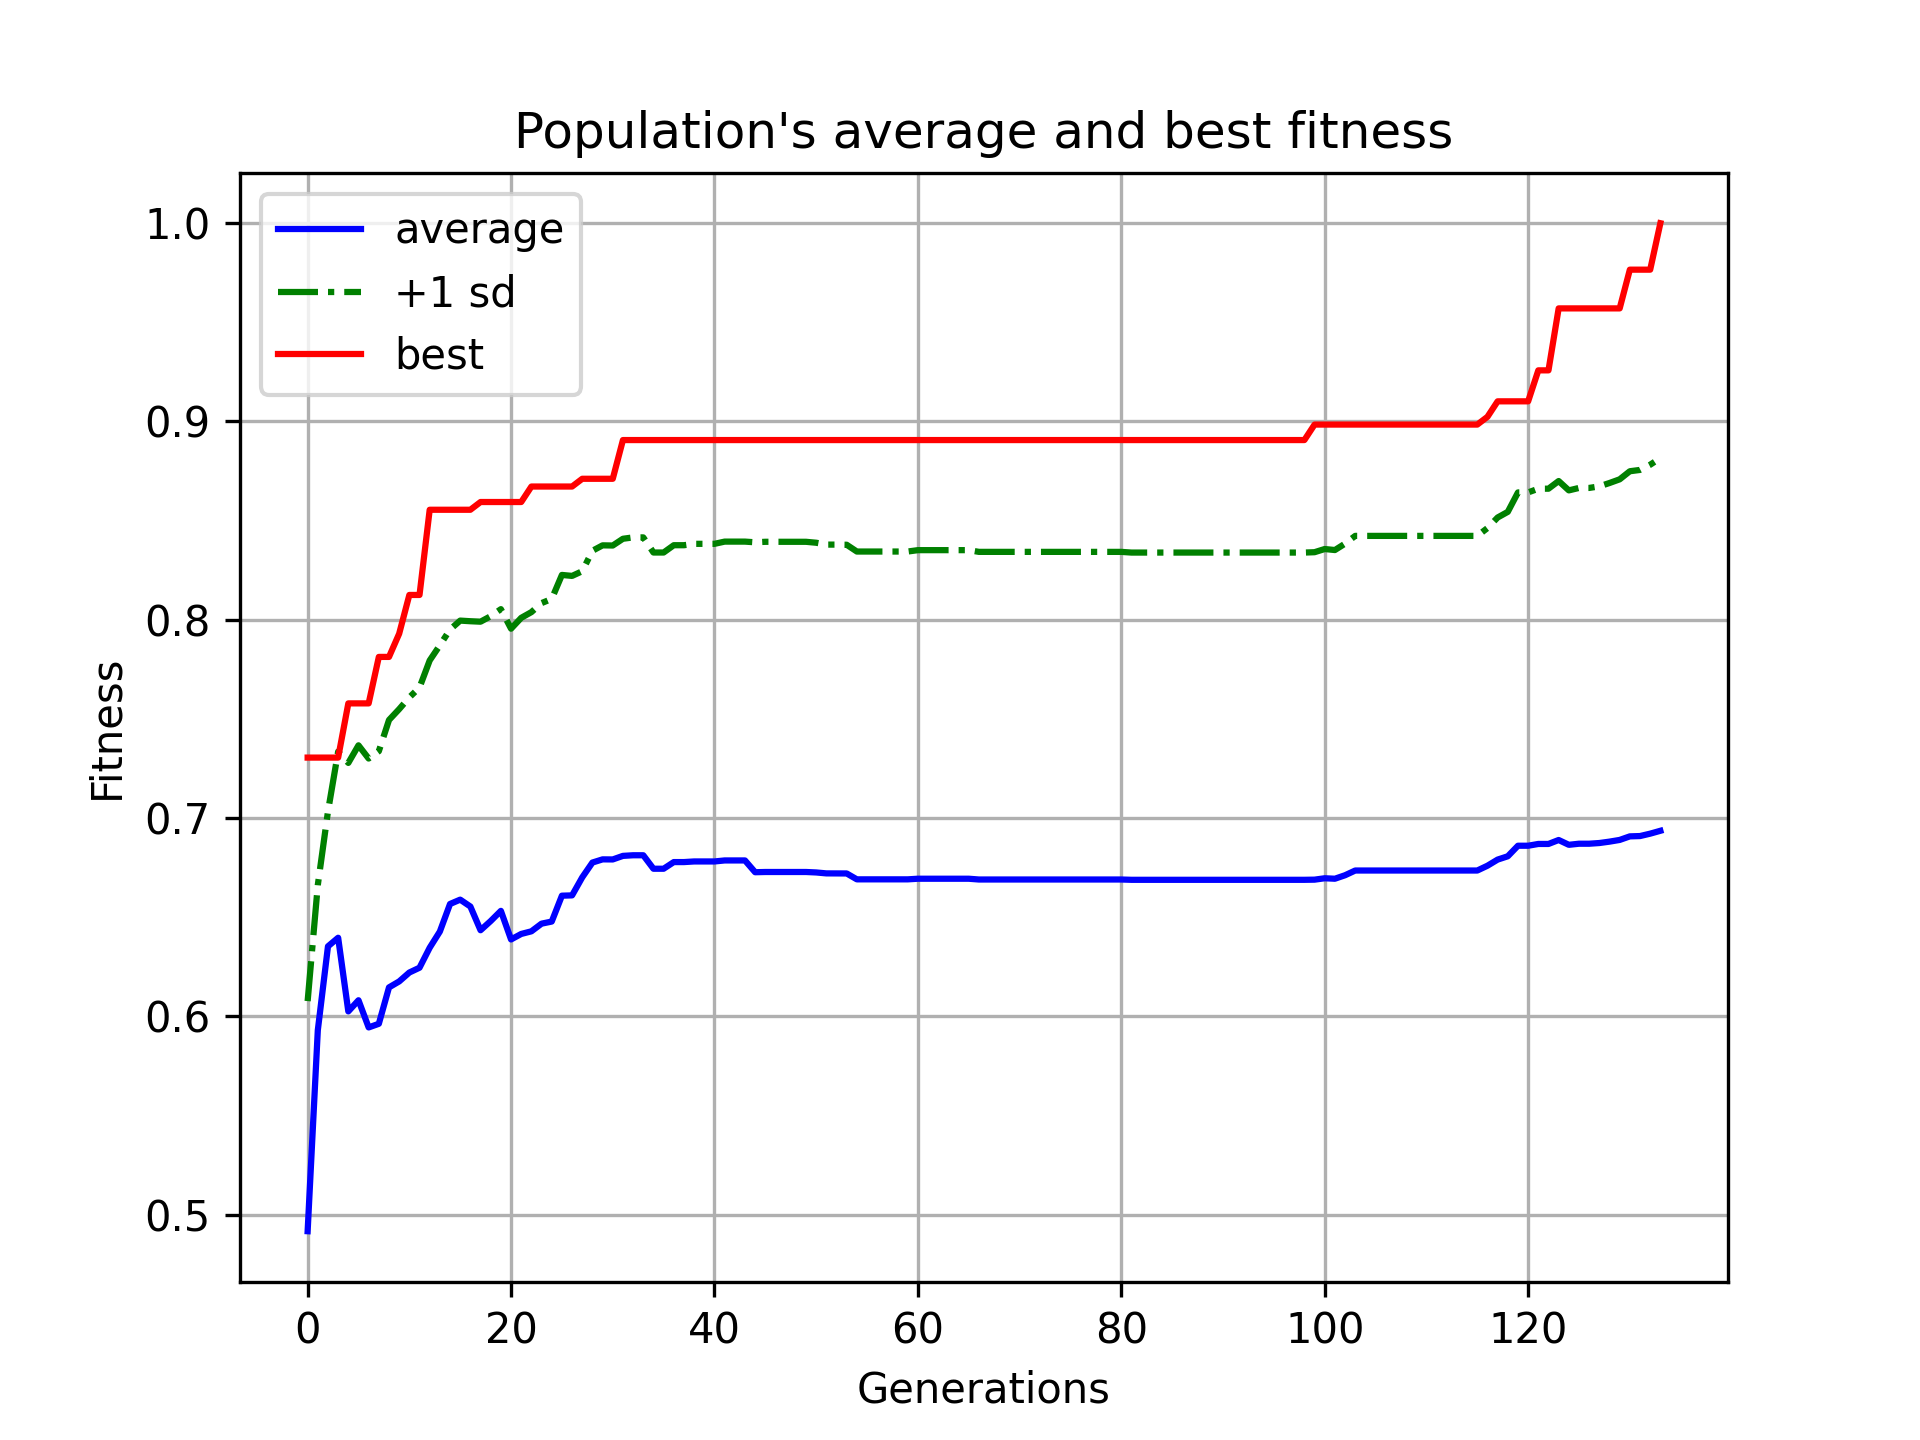 Population's average and best fitness
average
+1 sd
best
1.0
0.9
0.8
0.7
0.6
0.5
Fitness
0 20 40 60 80 100 120
Generations